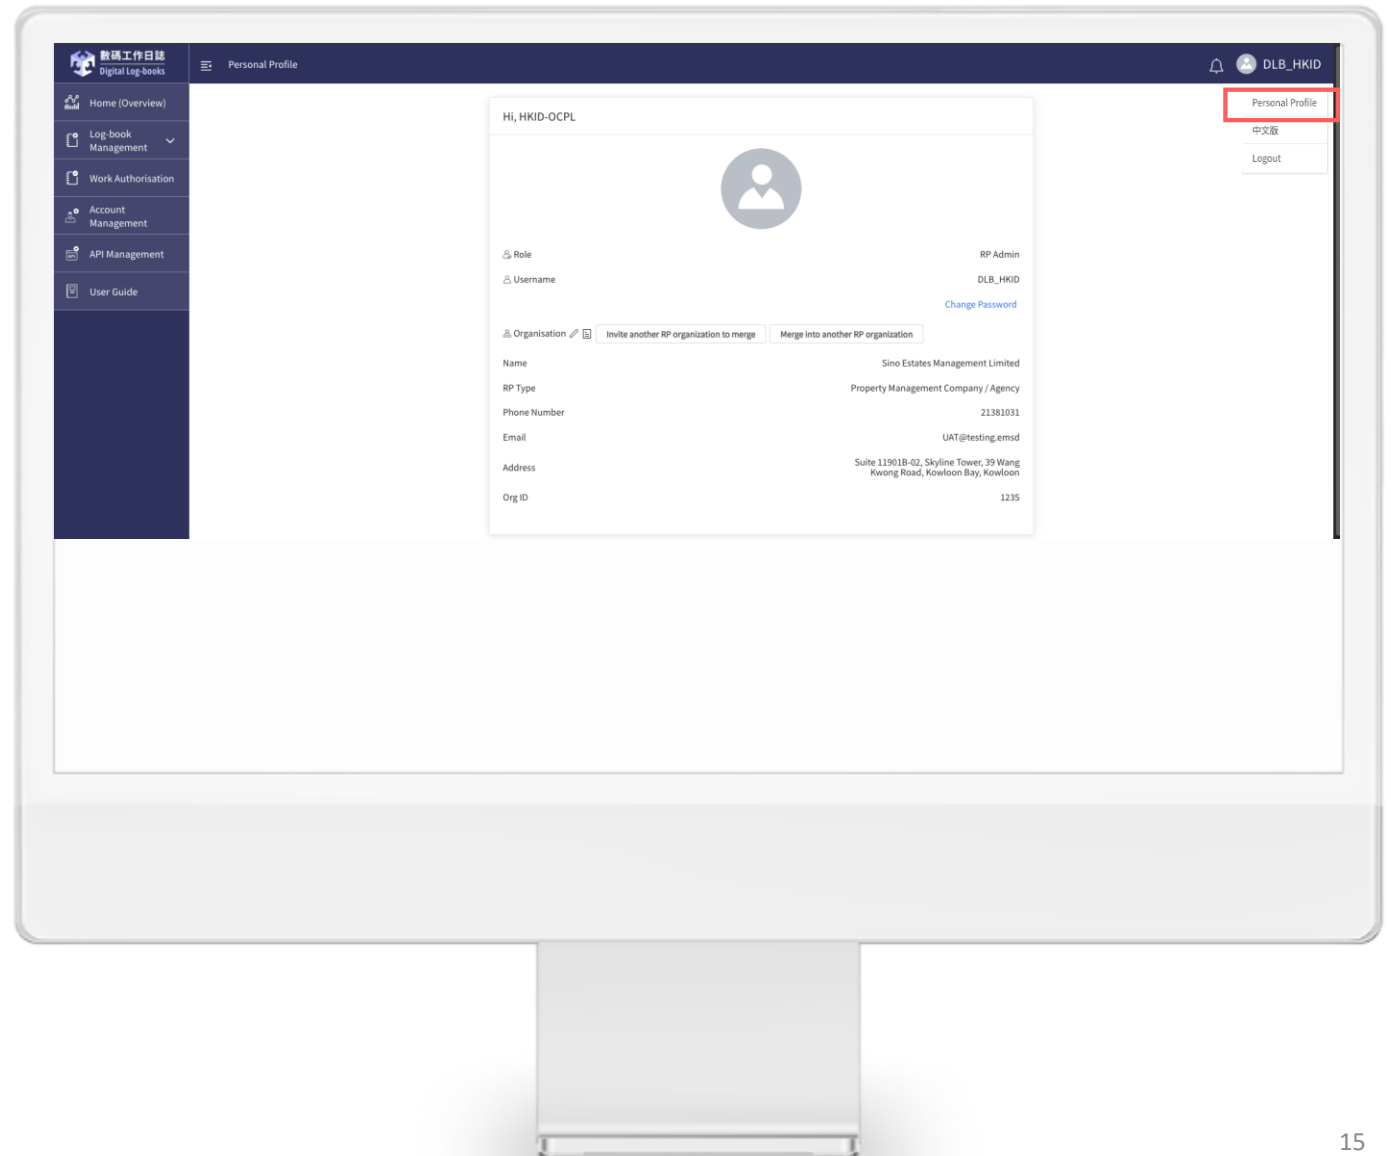 數碼工作日誌
Digital Log-books
Personal Profile
DLB_HKID
Home (Overview)
Log-book
Management
Work Authorisation
Account
Management
API Management
User Guide
Personal Profile
中文版
Logout
Hi, HKID-OCPL
Role RP Admin
Username DLB_HKID
Change Password
Organisation Invite another RP organization to merge Merge into another RP organization
Name Sino Estates Management Limited
RP Type Property Management Company / Agency
Phone Number 21381031
Email UAT@testing.emsd
Address Suite 11901B-02, Skyline Tower, 39 Wang
Kwong Road, Kowloon Bay, Kowloon
Org ID 1235
15